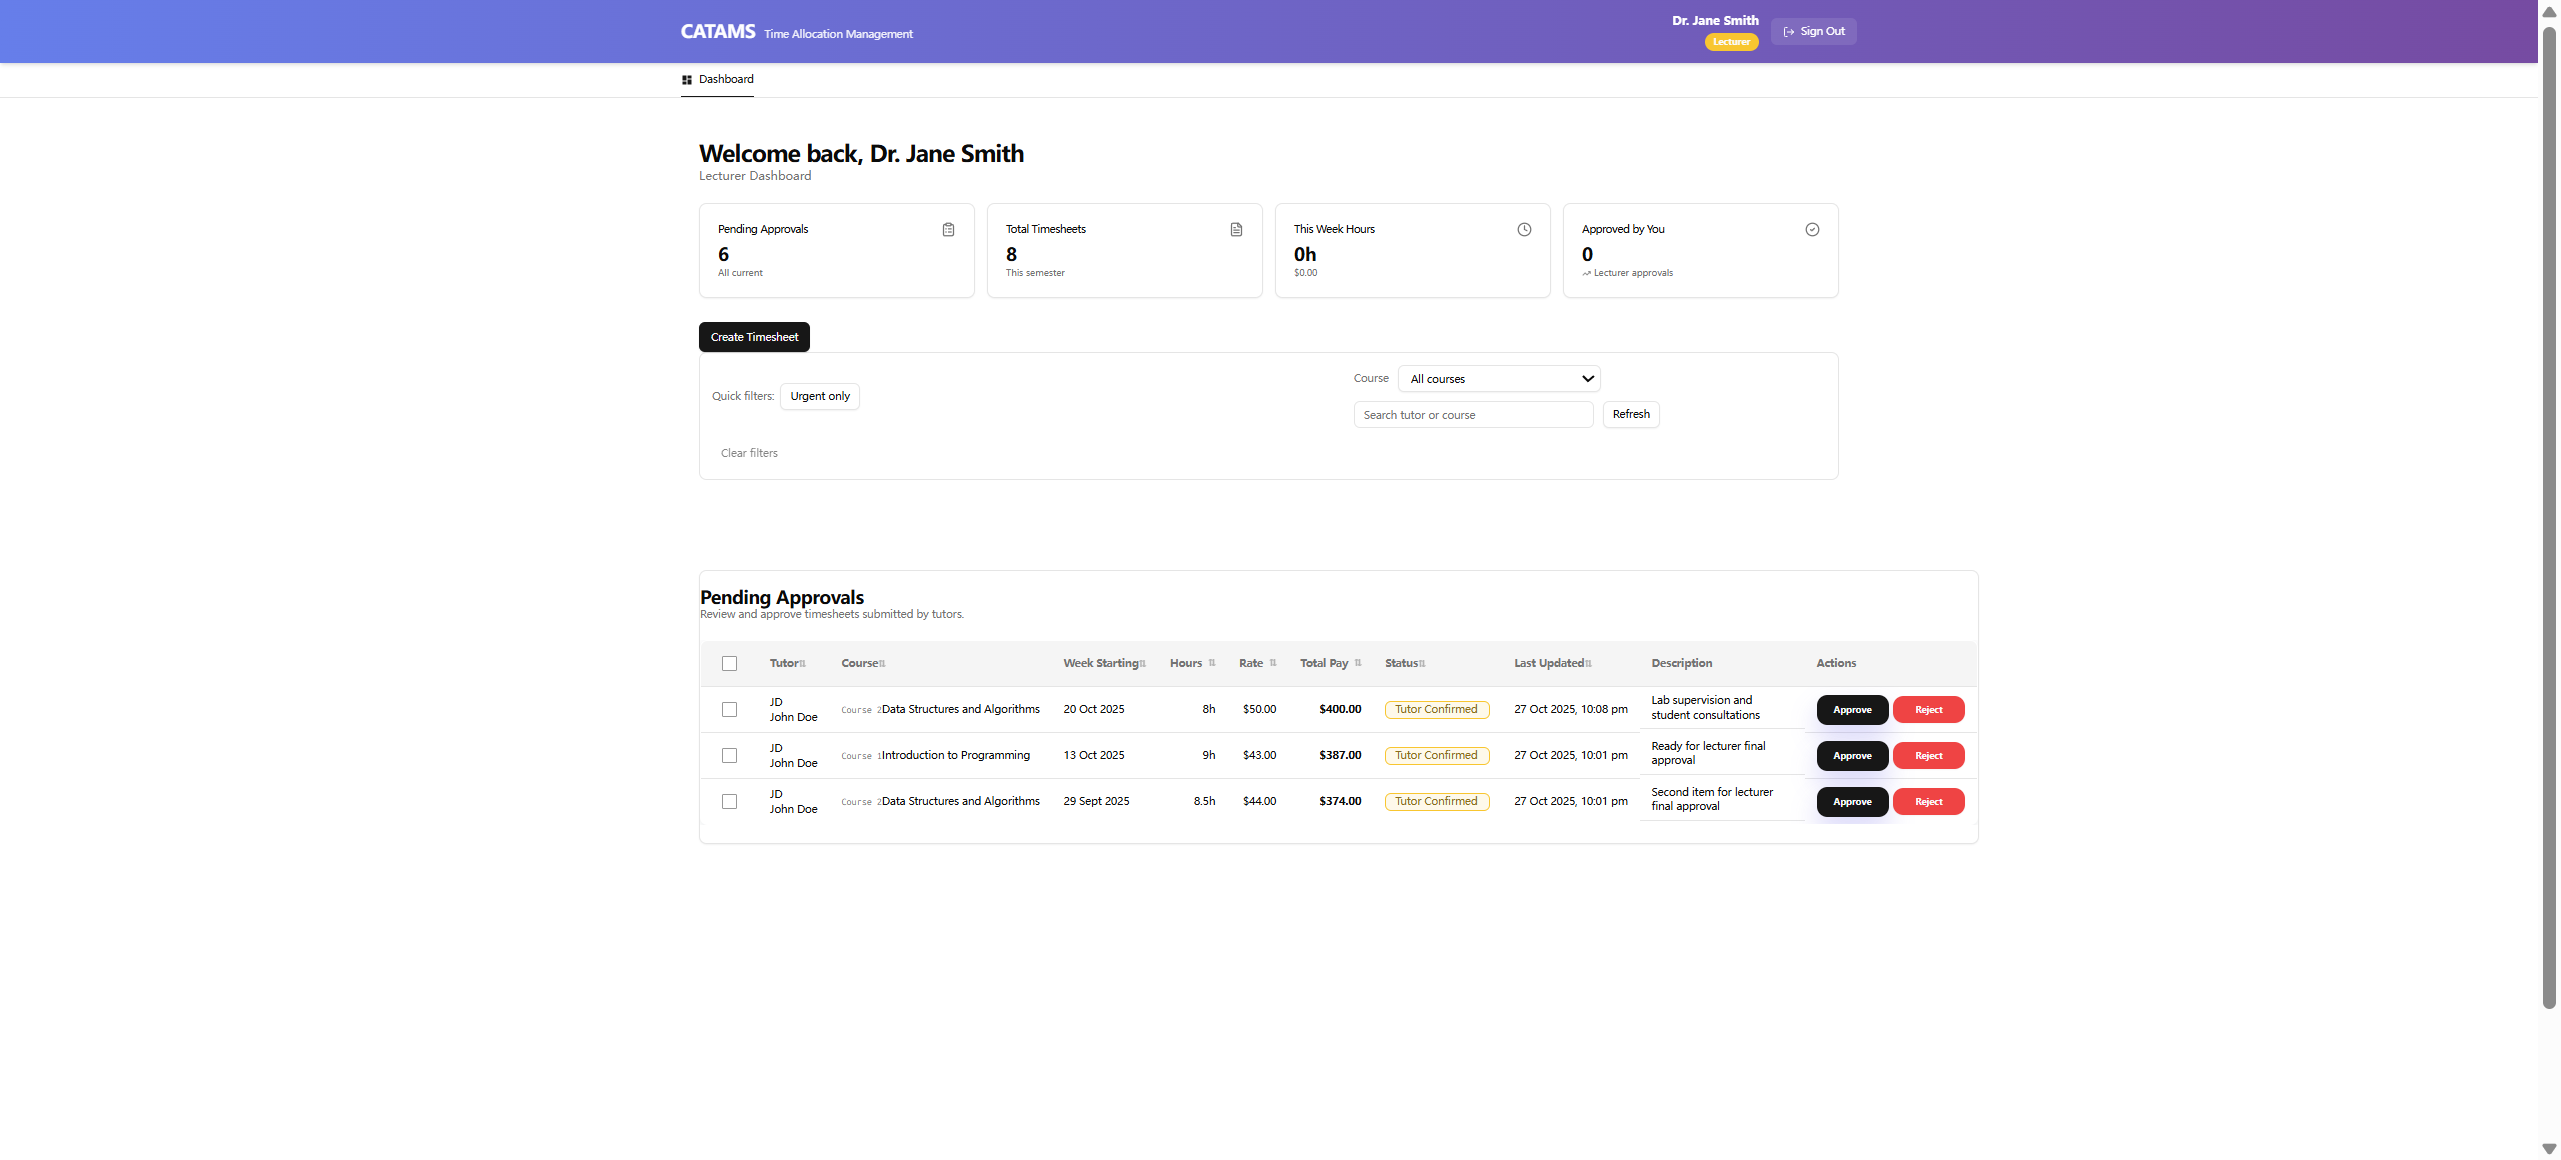 CATAMS Time Allocation Management
Dr. Jane Smith
Lecturer
Sign Out
Dashboard
Welcome back, Dr. Jane Smith
Lecturer Dashboard
Pending Approvals
6
All current
Total Timesheets
8
This semester
This Week Hours
0h
$0.00
Approved by You
0
Lecturer approvals
Create Timesheet
Quick filters: Urgent only
Course All courses
Search tutor or course Refresh
Clear filters
Pending Approvals
Review and approve timesheets submitted by tutors.
Tutor Course Week Starting Hours Rate Total Pay Status Last Updated Description Actions
JD
John Doe
Course 2Data Structures and Algorithms 20 Oct 2025 8h $50.00 $400.00 Tutor Confirmed 27 Oct 2025, 10:08 pm
Lab supervision and
student consultations
Approve Reject
JD
John Doe
Course 1Introduction to Programming 13 Oct 2025 9h $43.00 $387.00 Tutor Confirmed 27 Oct 2025, 10:01 pm
Ready for lecturer final
approval
Approve Reject
JD
John Doe
Course 2Data Structures and Algorithms 29 Sept 2025 8.5h $44.00 $374.00 Tutor Confirmed 27 Oct 2025, 10:01 pm
Second item for lecturer
final approval
Approve Reject